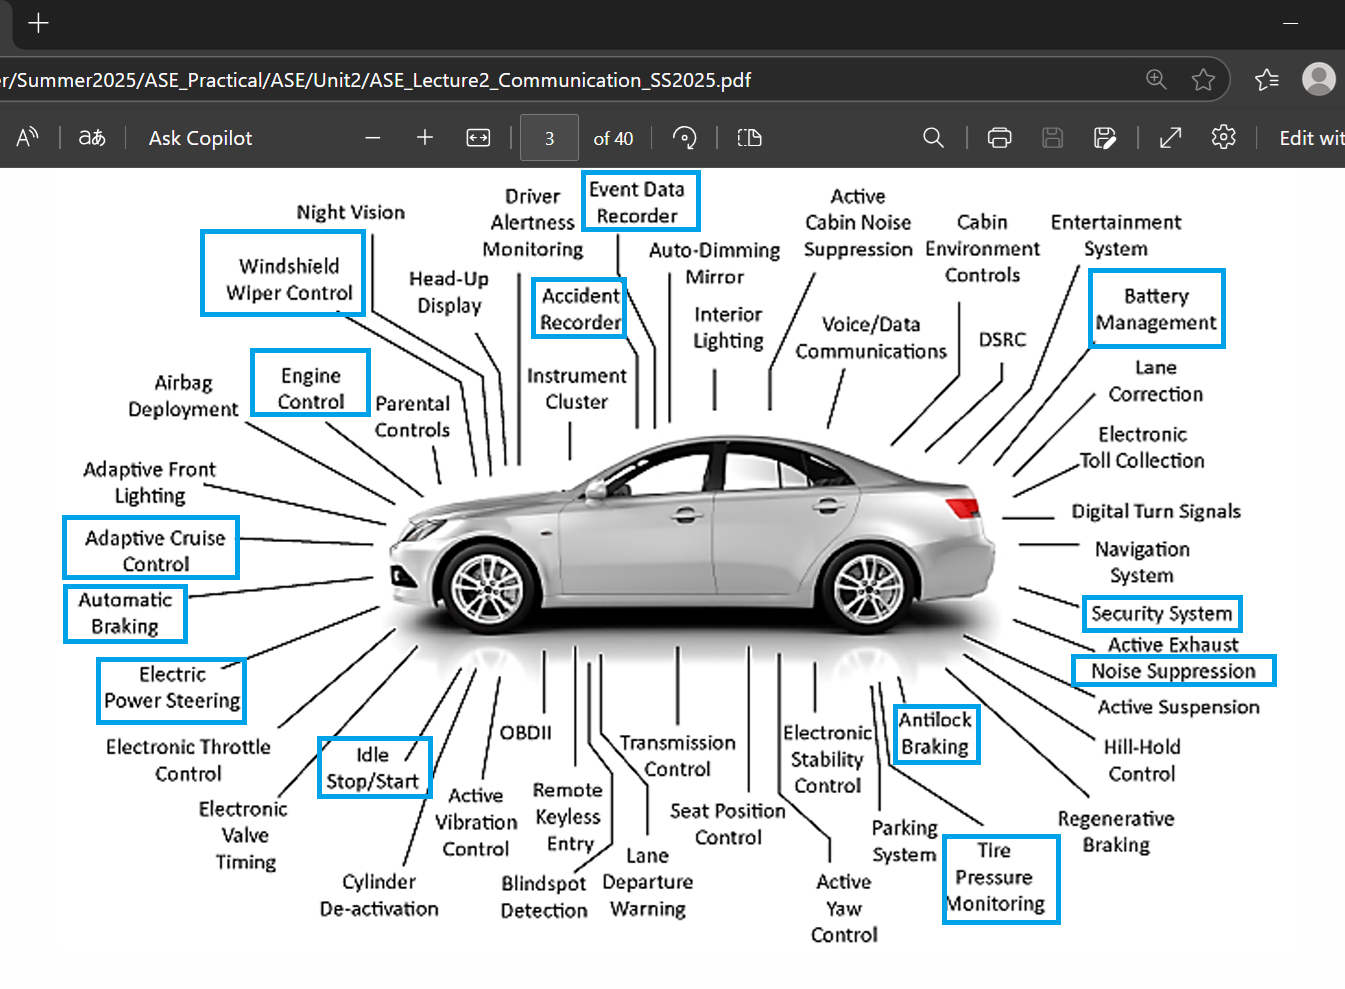 er/Summer2025/ASE_Practical/ASE/Unit2/ASE_Lecture2_Communication_SS2025.pdf
Ask Copilot
3
of 40
Edit wit
Night Vision
Driver
Alertness
Monitoring
Event Data
Recorder
Active
Cabin Noise
Suppression
Cabin
Environment
Controls
Entertainment
System
Windshield
Wiper Control
Head-Up
Display
Accident
Recorder
Auto-Dimming
Mirror
Interior
Lighting
Voice/Data
Communications
DSRC
Battery
Management
Airbag
Deployment
Engine
Control
Parental
Controls
Instrument
Cluster
Lane
Correction
Electronic
Toll Collection
Adaptive Front
Lighting
Digital Turn Signals
Adaptive Cruise
Control
Navigation
System
Automatic
Braking
Security System
Active Exhaust
Noise Suppression
Electric
Power Steering
Active Suspension
Electronic Throttle
Control
Idle
Stop/Start
OBDII
Transmission
Control
Electronic
Stability
Control
Antilock
Braking
Hill-Hold
Control
Electronic
Valve
Timing
Active
Vibration
Control
Remote
Keyless
Entry
Seat Position
Control
Parking
System
Regenerative
Braking
Cylinder
De-activation
Blindspot
Detection
Lane
Departure
Warning
Active
Yaw
Control
Tire
Pressure
Monitoring